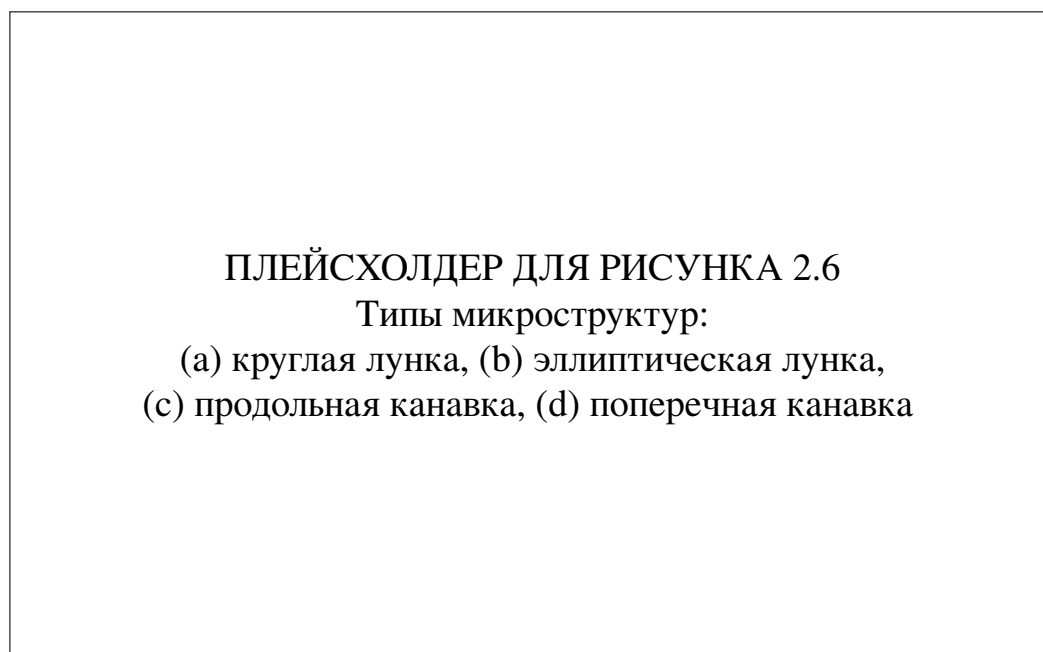 ПЛЕЙСХОЛДЕР ДЛЯ РИСУНКА 2.6
Типы микроструктур:
(a) круглая лунка, (b) эллиптическая лунка,
(c) продольная канавка, (d) поперечная канавка